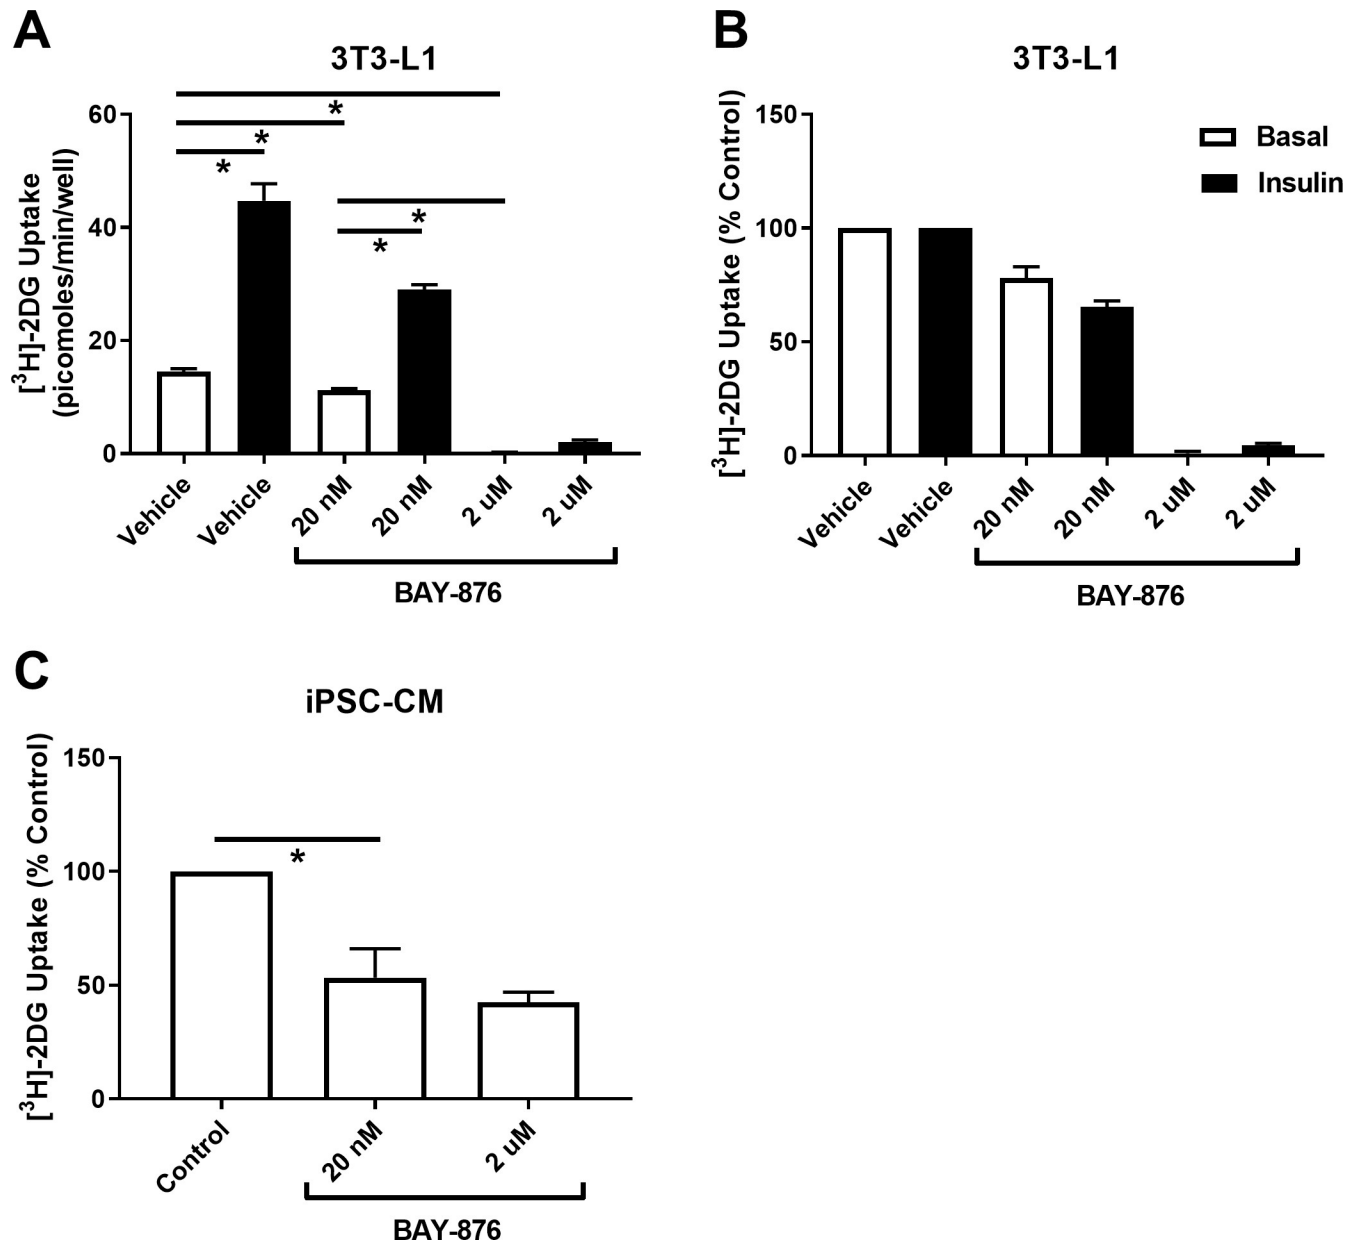 A
3T3-L1
[³H]-2DG Uptake
(picomoles/min/well)
60
40
20
0
*
*
*
*
*
Vehicle
Vehicle
20 nM
20 nM
2 uM
2 uM
BAY-876
B
3T3-L1
[³H]-2DG Uptake (% Control)
150
100
50
0
Basal
Insulin
Vehicle
Vehicle
20 nM
20 nM
2 uM
2 uM
BAY-876
C
iPSC-CM
[³H]-2DG Uptake (% Control)
150
100
50
0
*
Control
20 nM
2 uM
BAY-876